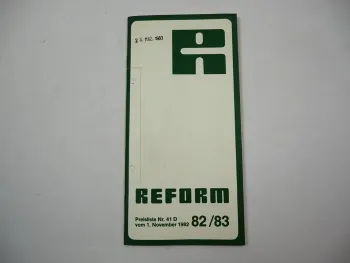 REFORM
Preisliste Nr. 41 D
vom 1. November 1982 82/83